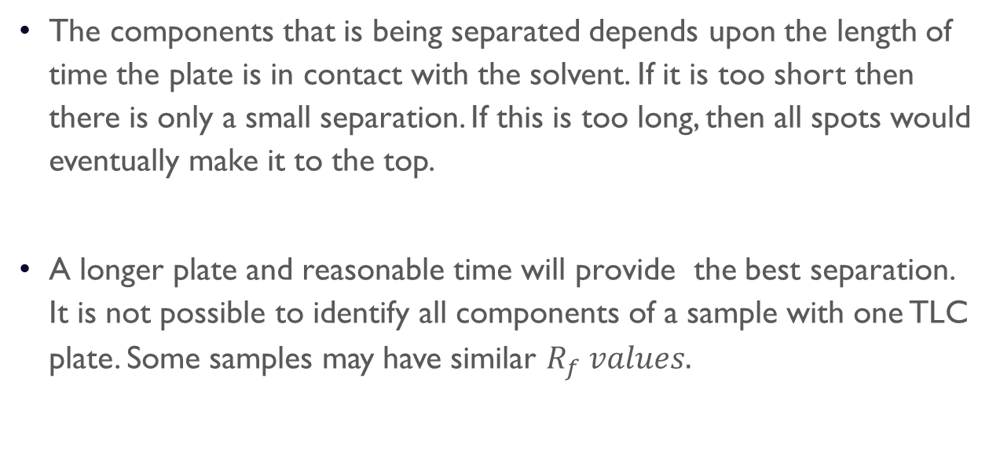 • The components that is being separated depends upon the length of
time the plate is in contact with the solvent. If it is too short then
there is only a small separation. If this is too long, then all spots would
eventually make it to the top.
• A longer plate and reasonable time will provide  the best separation.
It is not possible to identify all components of a sample with one TLC
plate. Some samples may have similar R_f values.